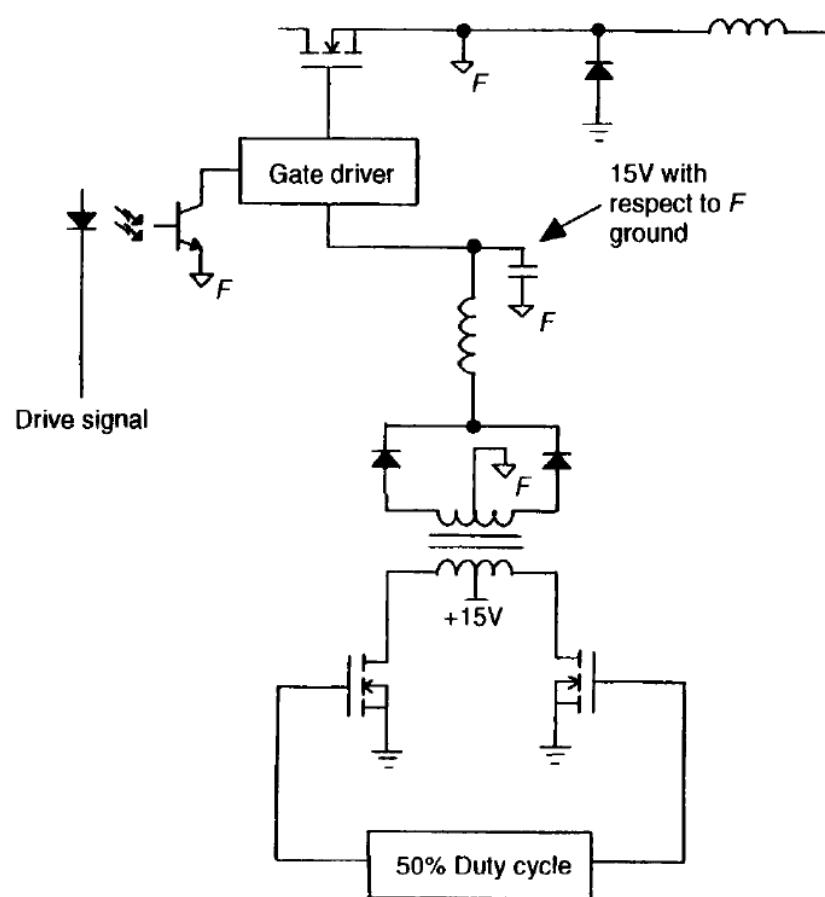 F
Gate driver
15V with
respect to F
ground
F
F
Drive signal
F
+15V
50% Duty cycle